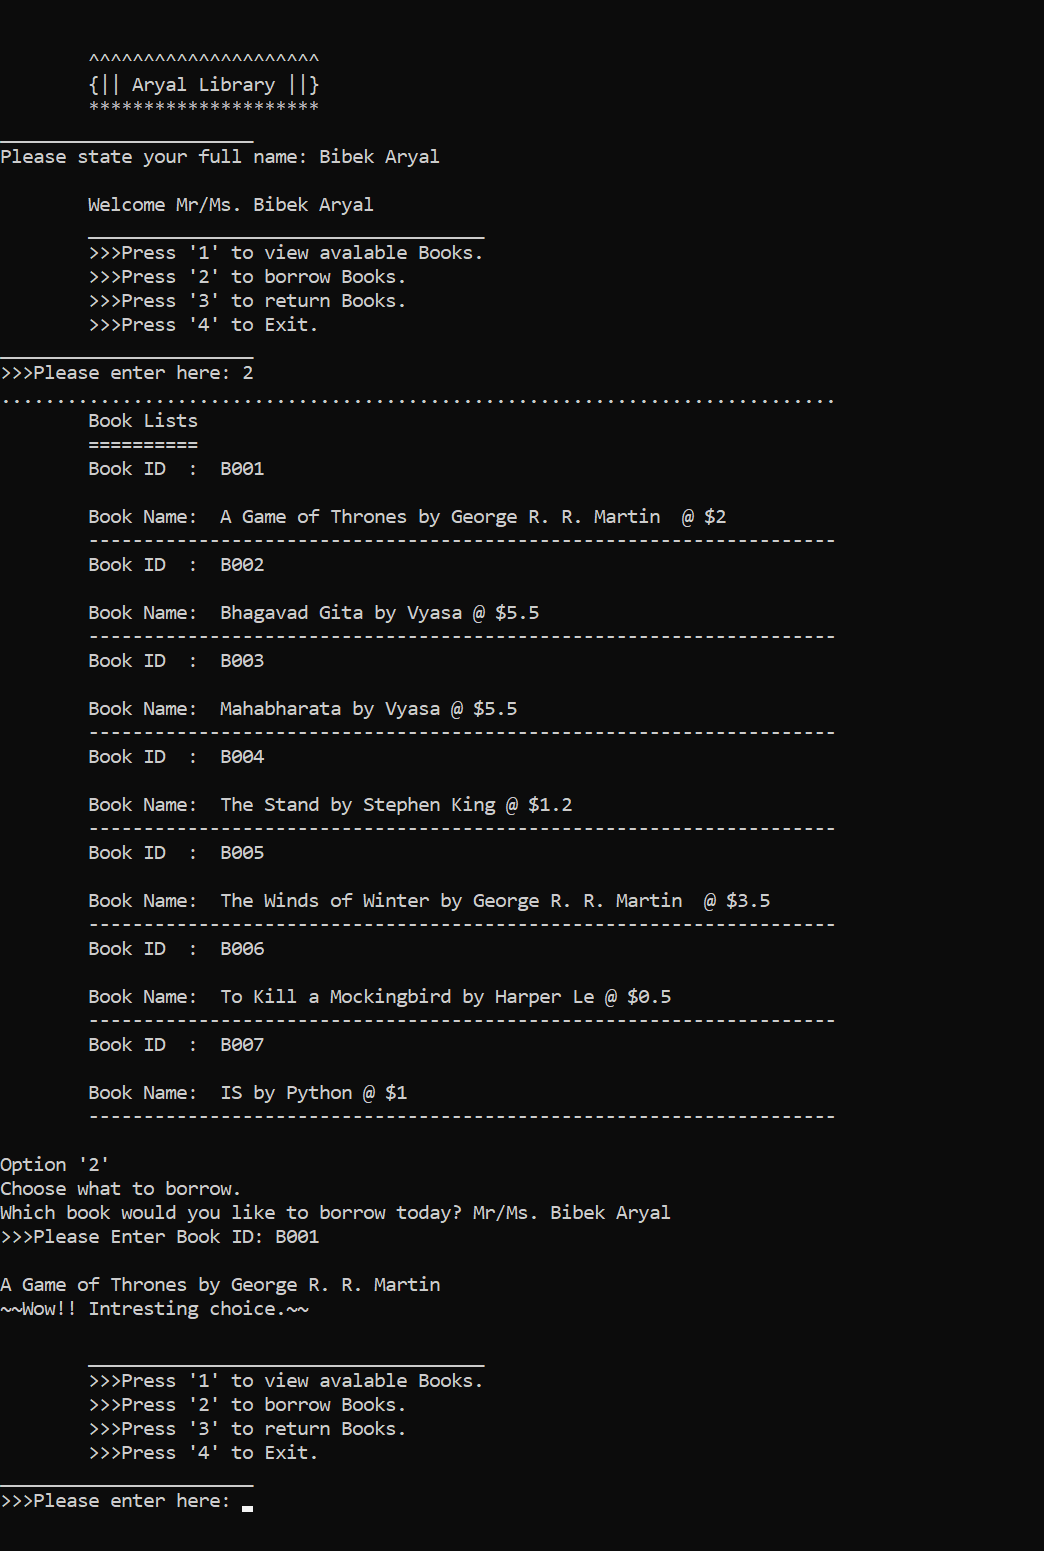 ^^^^^^^^^^^^^^^^^^^^^
{|| Aryal Library ||}
*********************
_______________________
Please state your full name: Bibek Aryal
Welcome Mr/Ms. Bibek Aryal
____________________________________
>>>Press '1' to view avalable Books.
>>>Press '2' to borrow Books.
>>>Press '3' to return Books.
>>>Press '4' to Exit.
_______________________
>>>Please enter here: 2
............................................................................
Book Lists
==========
Book ID  :  B001
Book Name:  A Game of Thrones by George R. R. Martin  @ $2
--------------------------------------------------------------------
Book ID  :  B002
Book Name:  Bhagavad Gita by Vyasa @ $5.5
--------------------------------------------------------------------
Book ID  :  B003
Book Name:  Mahabharata by Vyasa @ $5.5
--------------------------------------------------------------------
Book ID  :  B004
Book Name:  The Stand by Stephen King @ $1.2
--------------------------------------------------------------------
Book ID  :  B005
Book Name:  The Winds of Winter by George R. R. Martin  @ $3.5
--------------------------------------------------------------------
Book ID  :  B006
Book Name:  To Kill a Mockingbird by Harper Le @ $0.5
--------------------------------------------------------------------
Book ID  :  B007
Book Name:  IS by Python @ $1
--------------------------------------------------------------------
Option '2'
Choose what to borrow.
Which book would you like to borrow today? Mr/Ms. Bibek Aryal
>>>Please Enter Book ID: B001
A Game of Thrones by George R. R. Martin
~~Wow!! Intresting choice.~~
____________________________________
>>>Press '1' to view avalable Books.
>>>Press '2' to borrow Books.
>>>Press '3' to return Books.
>>>Press '4' to Exit.
_______________________
>>>Please enter here: _